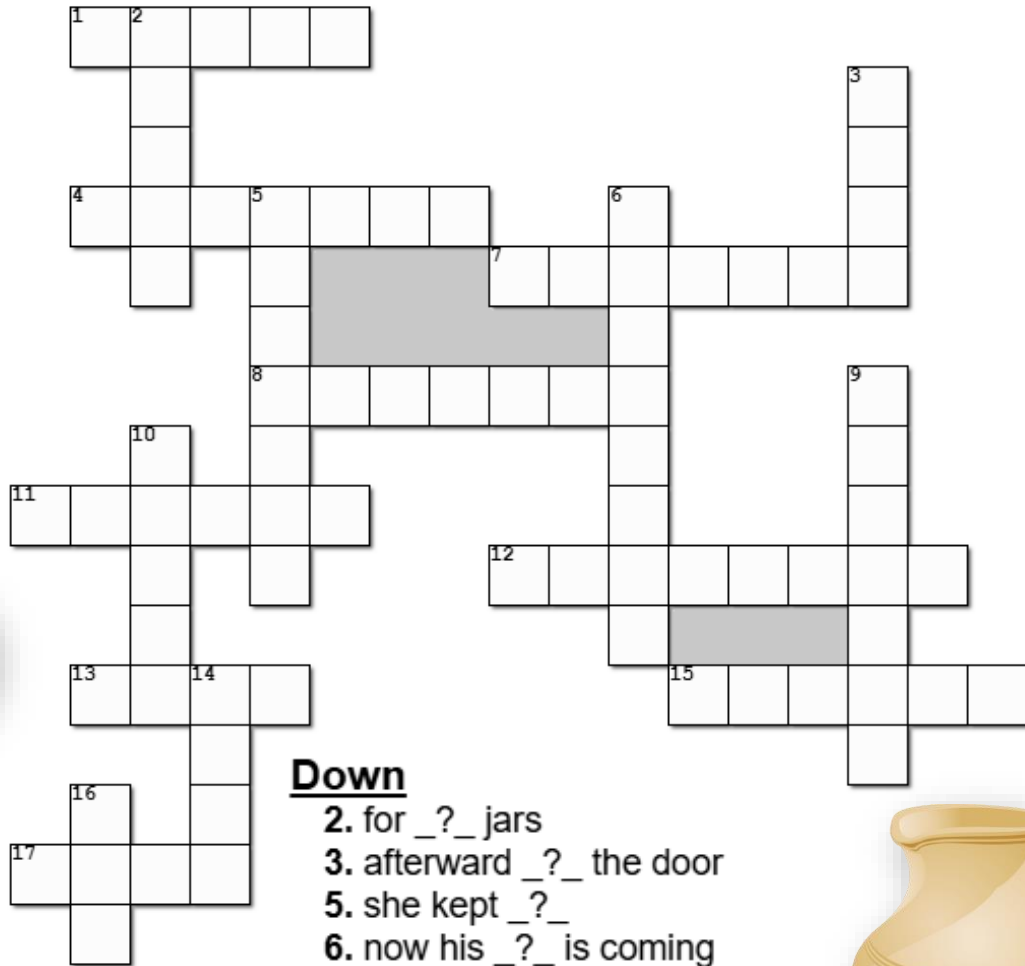 1 2
3
4 5 6
7
8 9
10
11
12
13 14 15
16
17
Down
2. for _?_ jars
3. afterward _?_ the door
5. she kept _?_
6. now his _?_ is coming